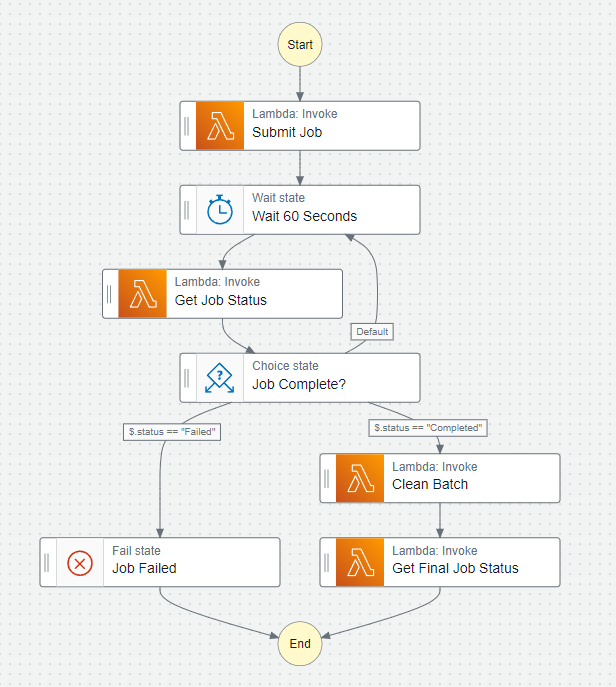 Start
Lambda: Invoke
Submit Job
Wait state
Wait 60 Seconds
Lambda: Invoke
Get Job Status
Default
Choice state
Job Complete?
$.status == "Failed"
$.status == "Completed"
Lambda: Invoke
Clean Batch
Fail state
Job Failed
Lambda: Invoke
Get Final Job Status
End